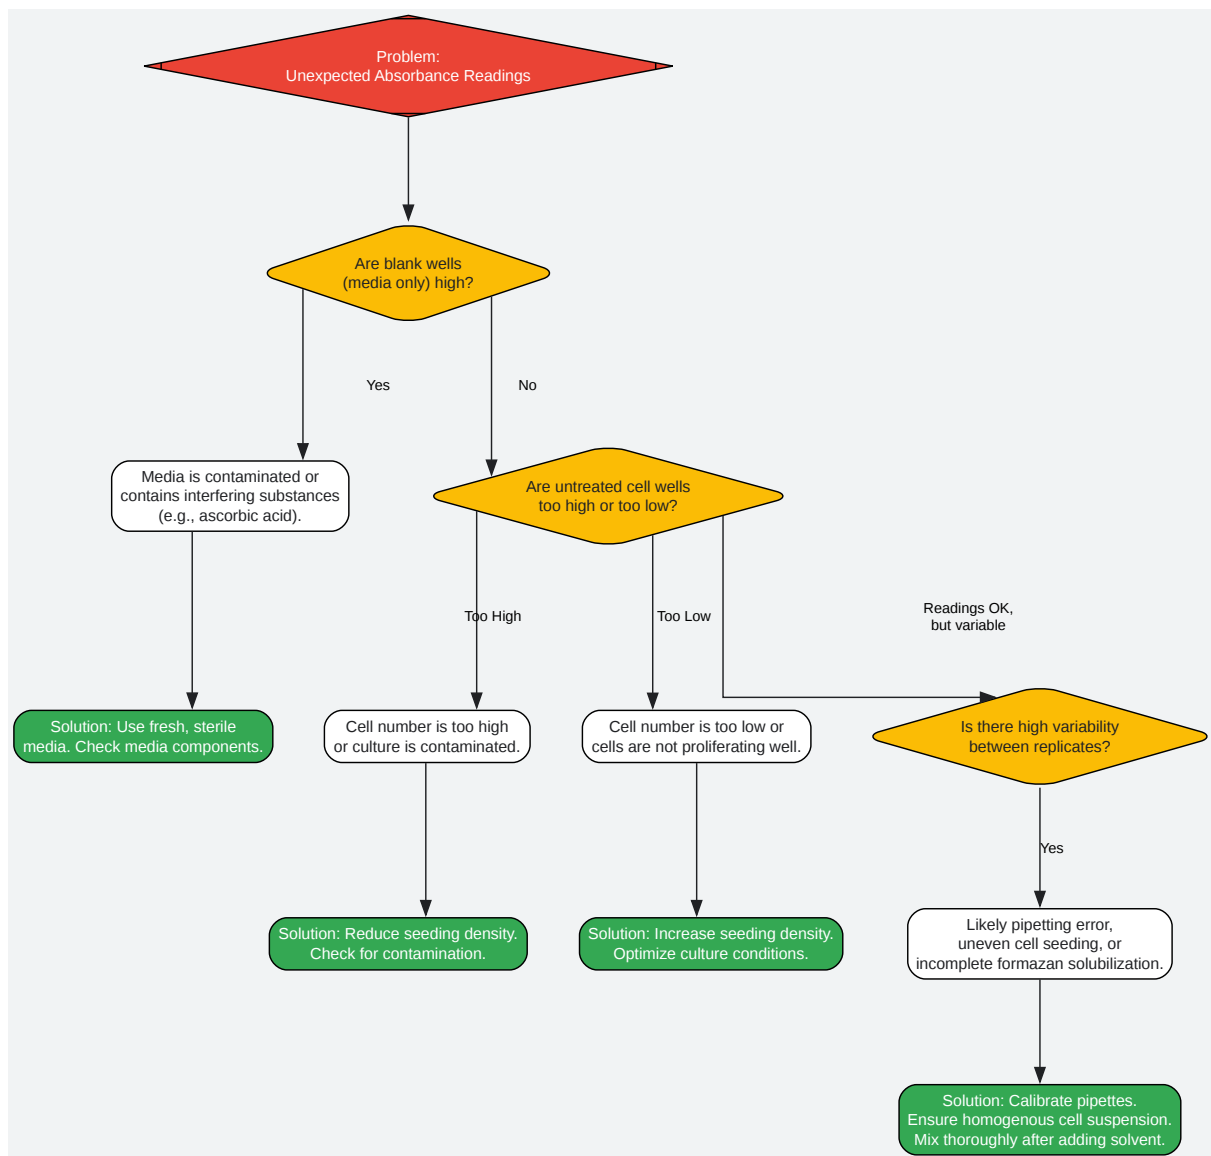 Problem:
Unexpected Absorbance Readings
Are blank wells
(media only) high?
Yes
No
Media is contaminated or
contains interfering substances
(e.g., ascorbic acid).
Are untreated cell wells
too high or too low?
Too High
Too Low
Readings OK,
but variable
Solution: Use fresh, sterile
media. Check media components.
Cell number is too high
or culture is contaminated.
Cell number is too low or
cells are not proliferating well.
Is there high variability
between replicates?
Yes
Solution: Reduce seeding density.
Check for contamination.
Solution: Increase seeding density.
Optimize culture conditions.
Likely pipetting error,
uneven cell seeding, or
incomplete formazan solubilization.
Solution: Calibrate pipettes.
Ensure homogenous cell suspension.
Mix thoroughly after adding solvent.